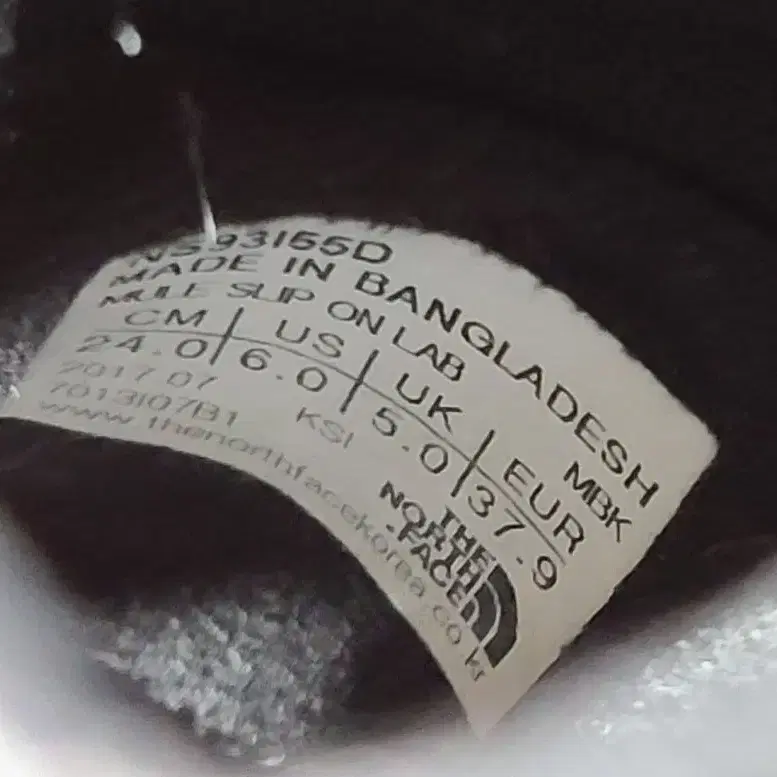 NS93155D
MADE IN BANGLADESH
MULE SLIP ON LAB MBK
CM US UK EUR
24.0 6.0 5.0 37.9
2017.07
7013I07B1 KSI
www.thenorthfacekorea.co.kr
THE
NORTH
FACE